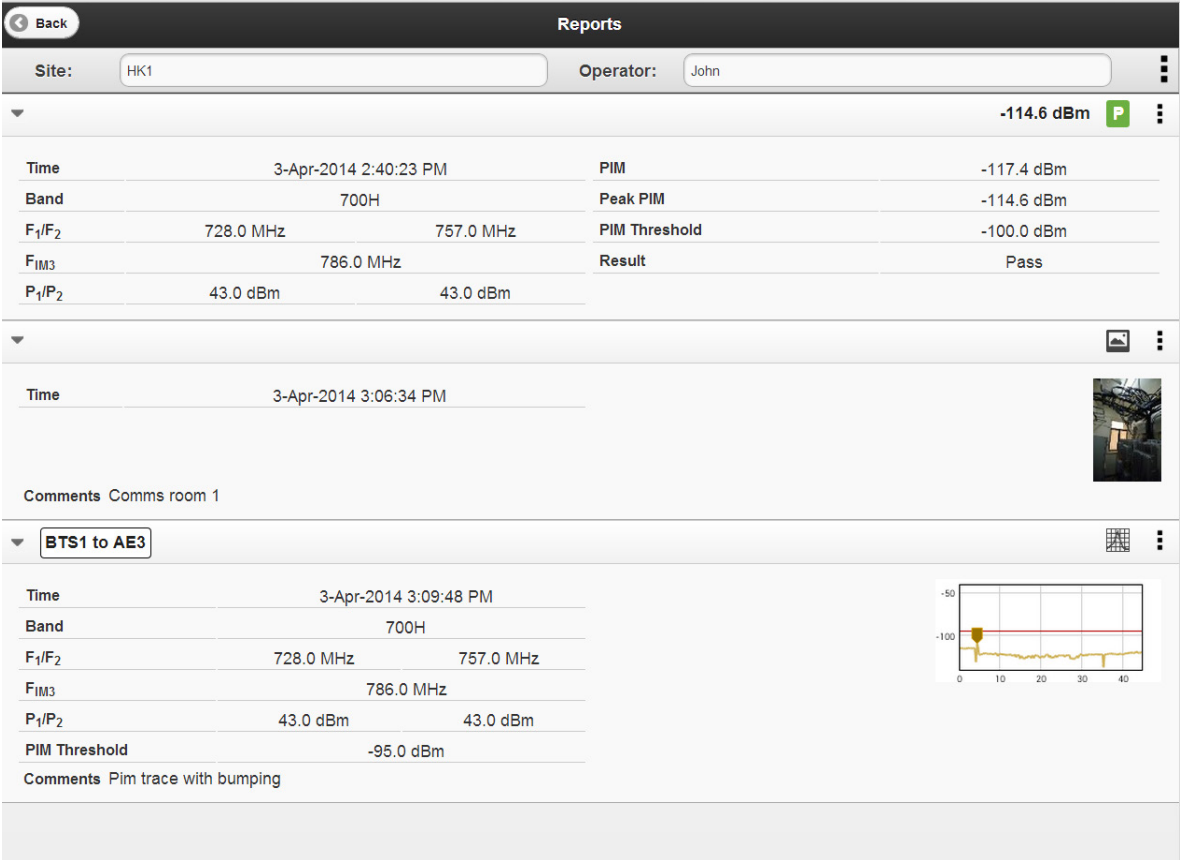 Back
Reports
Site: HK1 Operator: John
-114.6 dBm P
Time 3-Apr-2014 2:40:23 PM PIM -117.4 dBm
Band 700H Peak PIM -114.6 dBm
F1/F2 728.0 MHz 757.0 MHz PIM Threshold -100.0 dBm
FIM3 786.0 MHz Result Pass
P1/P2 43.0 dBm 43.0 dBm
Time 3-Apr-2014 3:06:34 PM
Comments Comms room 1
BTS1 to AE3
Time 3-Apr-2014 3:09:48 PM
Band 700H
F1/F2 728.0 MHz 757.0 MHz
FIM3 786.0 MHz
P1/P2 43.0 dBm 43.0 dBm
PIM Threshold -95.0 dBm
Comments Pim trace with bumping
-50
-100
0 10 20 30 40